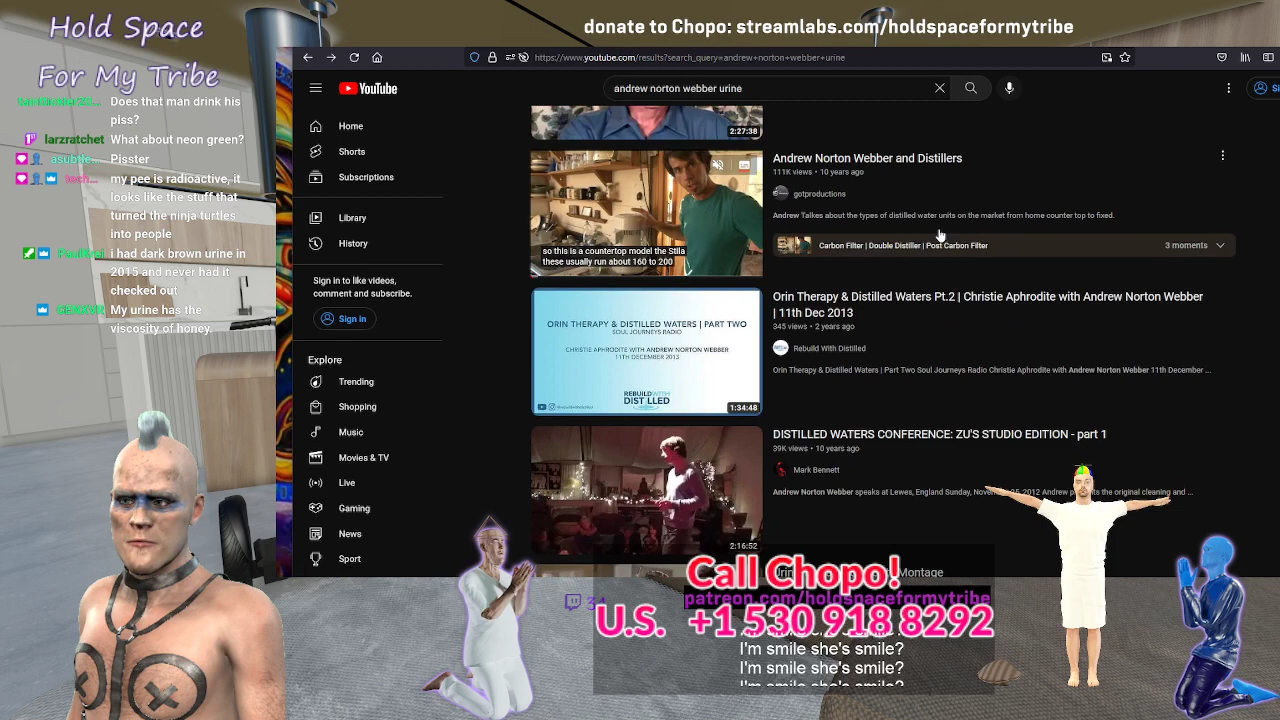 Hold Space
For My Tribe
donate to Chopo: streamlabs.com/holdspaceformytribe
https://www.youtube.com/results?search_query=andrew+norton+webber+urine
YouTube
andrew norton webber urine
Home
Shorts
Subscriptions
Library
History
Sign in to like videos,
comment and subscribe.
Sign in
Explore
Trending
Shopping
Music
Movies & TV
Live
Gaming
News
Sport
Does that man drink his
piss?
larzratchet What about neon green?
Pisster
my pee is radioactive, it
looks like the stuff that
turned the ninja turtles
into people
i had dark brown urine in
2015 and never had it
checked out
My urine has the
viscosity of honey.
2:27:38
so this is a countertop model the Stila
these usually run about 160 to 200
Andrew Norton Webber and Distillers
111K views • 10 years ago
gotproductions
Andrew Talks about the types of distilled water units on the market from home counter top to fixed.
Carbon Filter | Double Distiller | Post Carbon Filter
3 moments
ORIN THERAPY & DISTILLED WATERS | PART TWO
SOUL JOURNEYS RADIO
CHRISTIE APHRODITE WITH ANDREW NORTON WEBBER
11TH DECEMBER 2013
REBUILD WITH
DISTILLED
1:34:48
Orin Therapy & Distilled Waters Pt.2 | Christie Aphrodite with Andrew Norton Webber
| 11th Dec 2013
345 views • 2 years ago
Rebuild With Distilled
Orin Therapy & Distilled Waters | Part Two Soul Journeys Radio Christie Aphrodite with Andrew Norton Webber 11th December ...
2:16:52
DISTILLED WATERS CONFERENCE: ZU'S STUDIO EDITION - part 1
39K views • 10 years ago
Mark Bennett
Andrew Norton Webber speaks at Lewes, England Sunday,
2012 Andrew
the original cleaning and ...
Montage
Call Chopo!
patreon.com/holdspaceformytribe
U.S. +1 530 918 8292
I'm smile she's smile?
I'm smile she's smile?